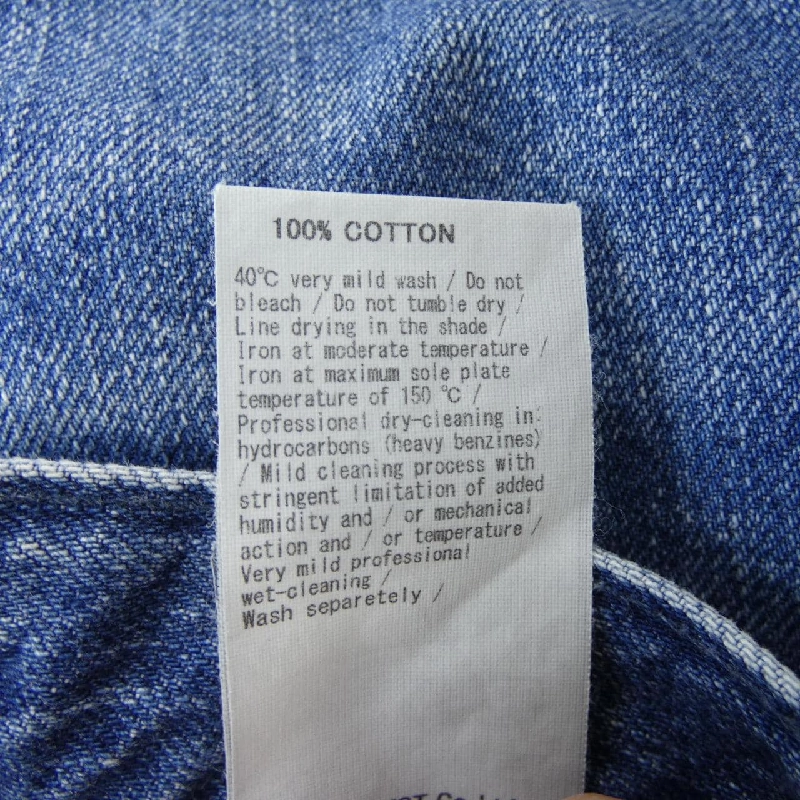 100% COTTON
40℃ very mild wash / Do not
bleach / Do not tumble dry /
Line drying in the shade /
Iron at moderate temperature /
Iron at maximum sole plate
temperature of 150 ℃ /
Professional dry-cleaning in
hydrocarbons (heavy benzines)
/ Mild cleaning process with
stringent limitation of added
humidity and / or mechanical
action and / or temperature /
Very mild professional
wet-cleaning /
Wash separetely /